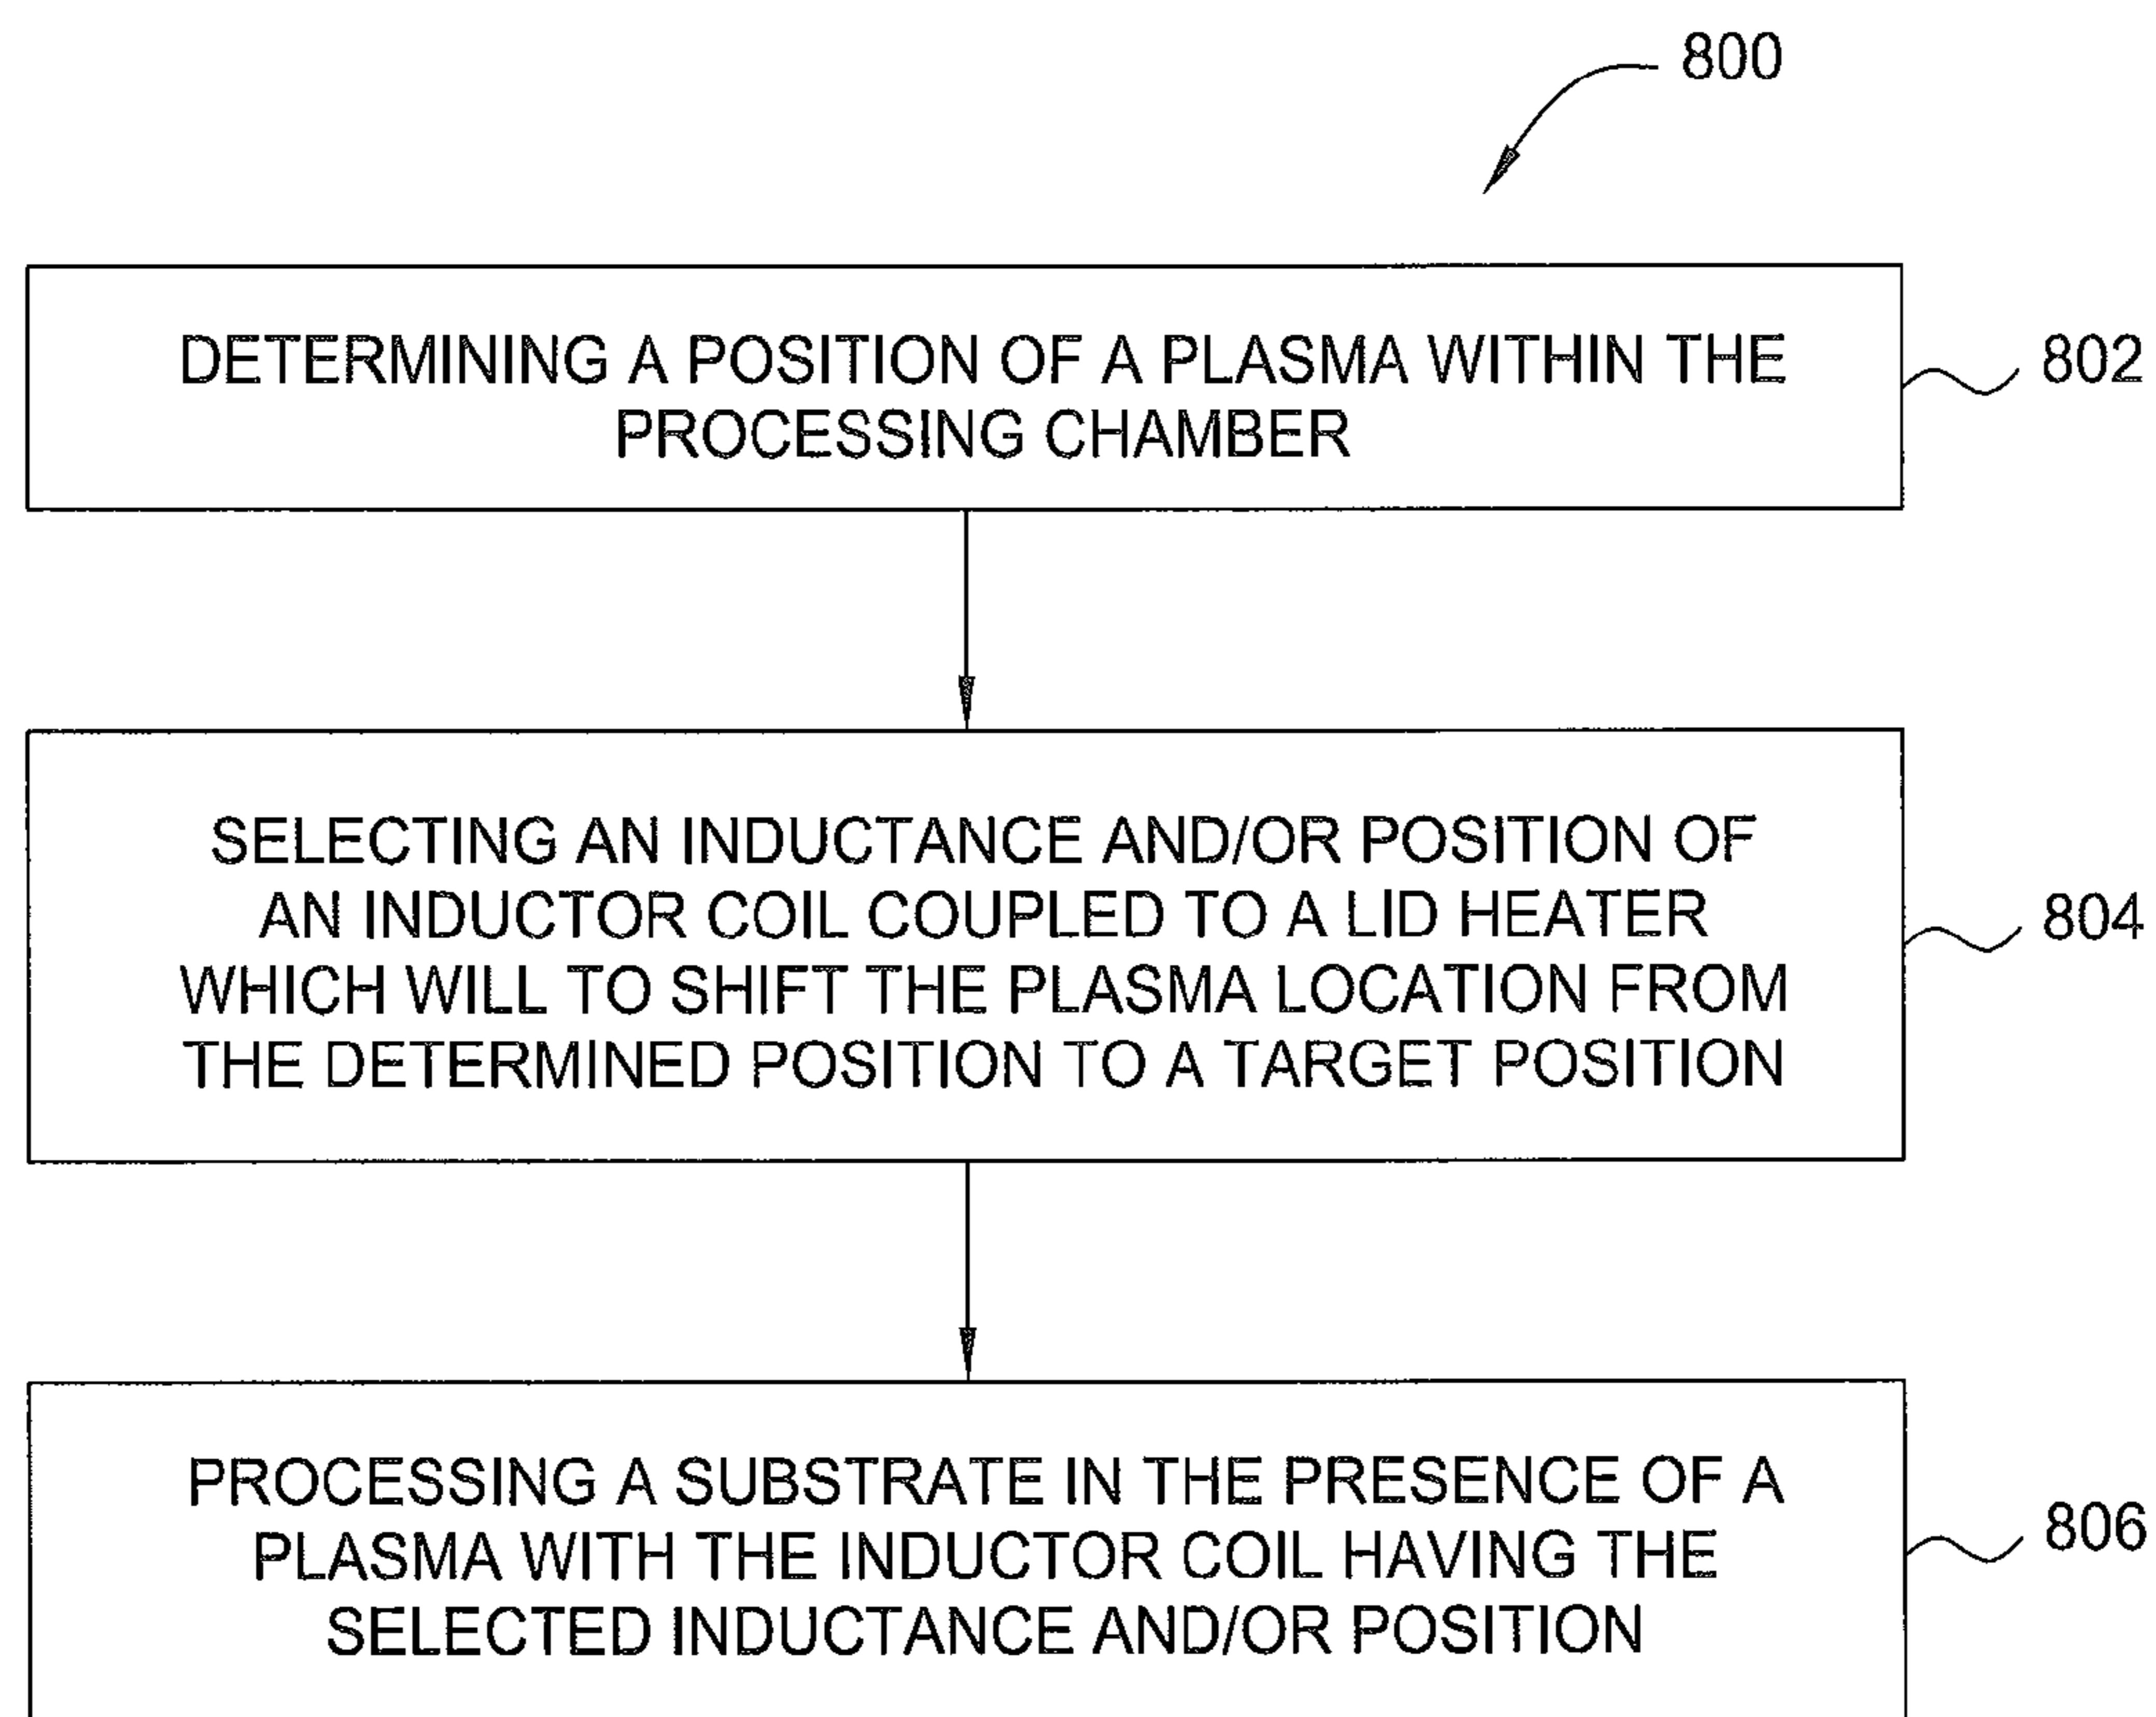 800
DETERMINING A POSITION OF A PLASMA WITHIN THE
PROCESSING CHAMBER
802
SELECTING AN INDUCTANCE AND/OR POSITION OF
AN INDUCTOR COIL COUPLED TO A LID HEATER
WHICH WILL TO SHIFT THE PLASMA LOCATION FROM
THE DETERMINED POSITION TO A TARGET POSITION
804
PROCESSING A SUBSTRATE IN THE PRESENCE OF A
PLASMA WITH THE INDUCTOR COIL HAVING THE
SELECTED INDUCTANCE AND/OR POSITION
806